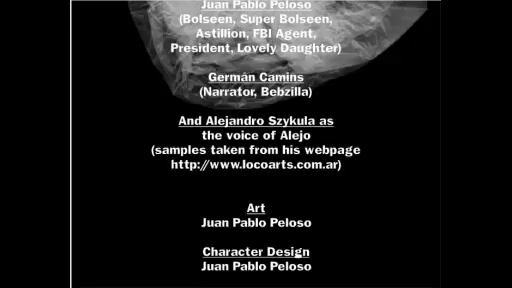 Juan Pablo Peloso
(Bolseen, Super Bolseen,
Astillion, FBI Agent,
President, Lovely Daughter)
Germán Camins
(Narrator, Bebzilla)
And Alejandro Szykula as
the voice of Alejo
(samples taken from his webpage
http://www.locoarts.com.ar)
Art
Juan Pablo Peloso
Character Design
Juan Pablo Peloso